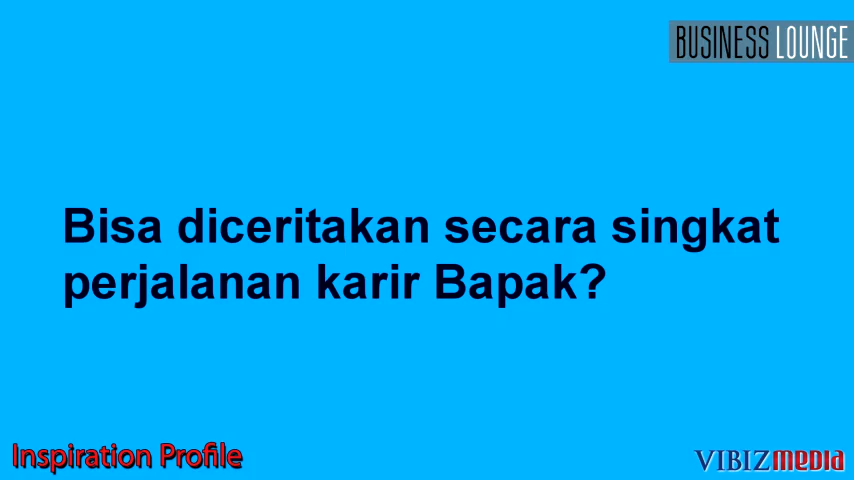 BUSINESS LOUNGE
Bisa diceritakan secara singkat
perjalanan karir Bapak?
Inspiration Profile
VIBIZMEDIA